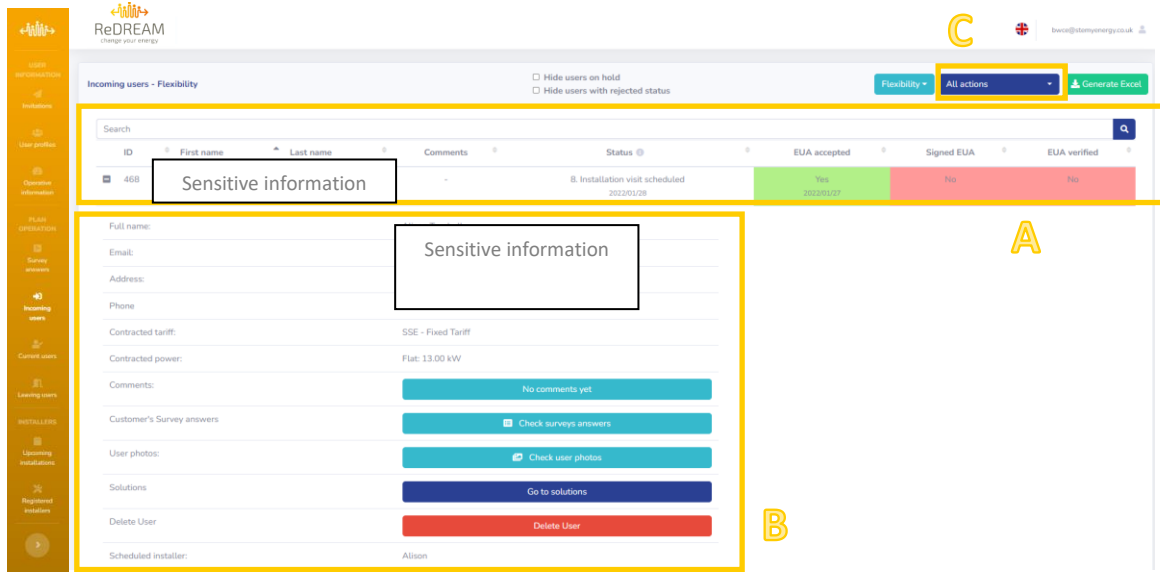 ReDREAM
change your energy
C
bwce@stemyenergy.co.uk
USER INFORMATION
Invitations
User profiles
Operative information
PLAN OPERATION
Survey answers
Incoming users
Current users
Leaving users
INSTALLERS
Upcoming installations
Registered installers
Incoming users - Flexibility
Hide users on hold
Hide users with rejected status
Flexibility
All actions
Generate Excel
Search
ID First name Last name Comments Status EUA accepted Signed EUA EUA verified
468 Sensitive information - 8. Installation visit scheduled Yes No No
2022/01/28 2022/01/27
A
Full name:
Sensitive information
Email:
Address:
Phone
Contracted tariff: SSE - Fixed Tariff
Contracted power: Flat: 13.00 kW
Comments: No comments yet
Customer's Survey answers Check surveys answers
User photos: Check user photos
Solutions Go to solutions
Delete User Delete User
B
Scheduled installer: Alison